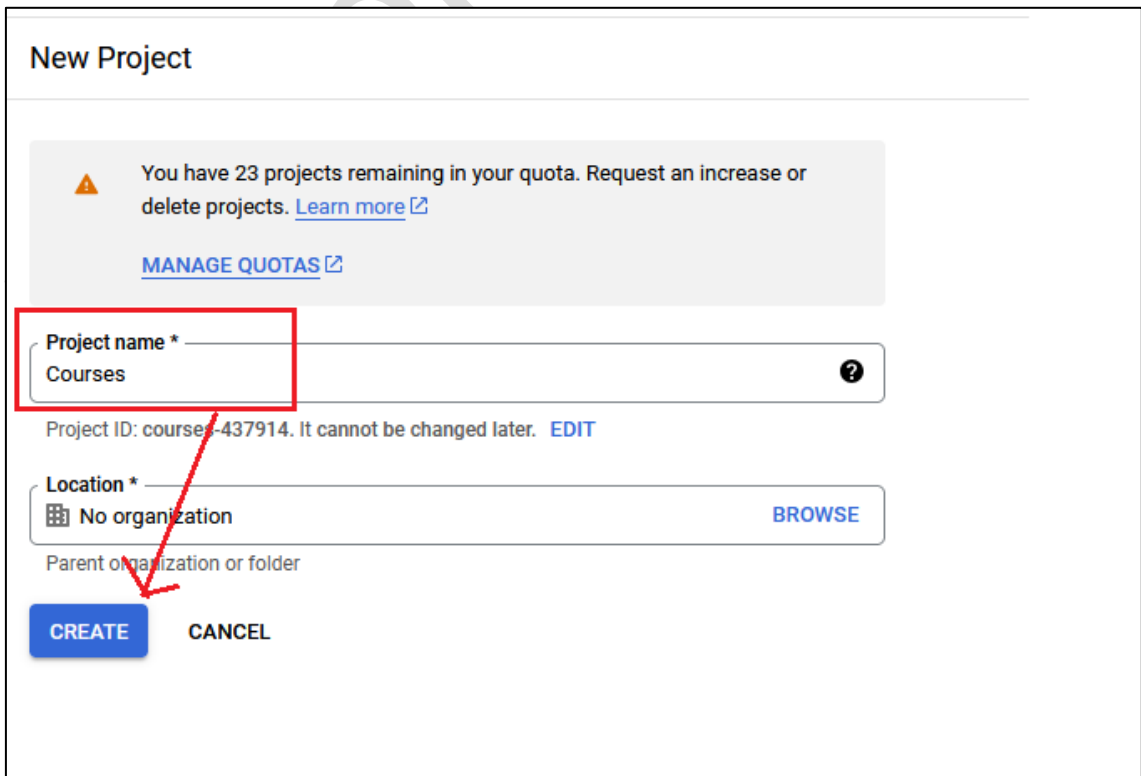 New Project
You have 23 projects remaining in your quota. Request an increase or
delete projects. Learn more
MANAGE QUOTAS
Project name *
Courses
Project ID: courses-437914. It cannot be changed later. EDIT
Location *
No organization BROWSE
Parent organization or folder
CREATE CANCEL